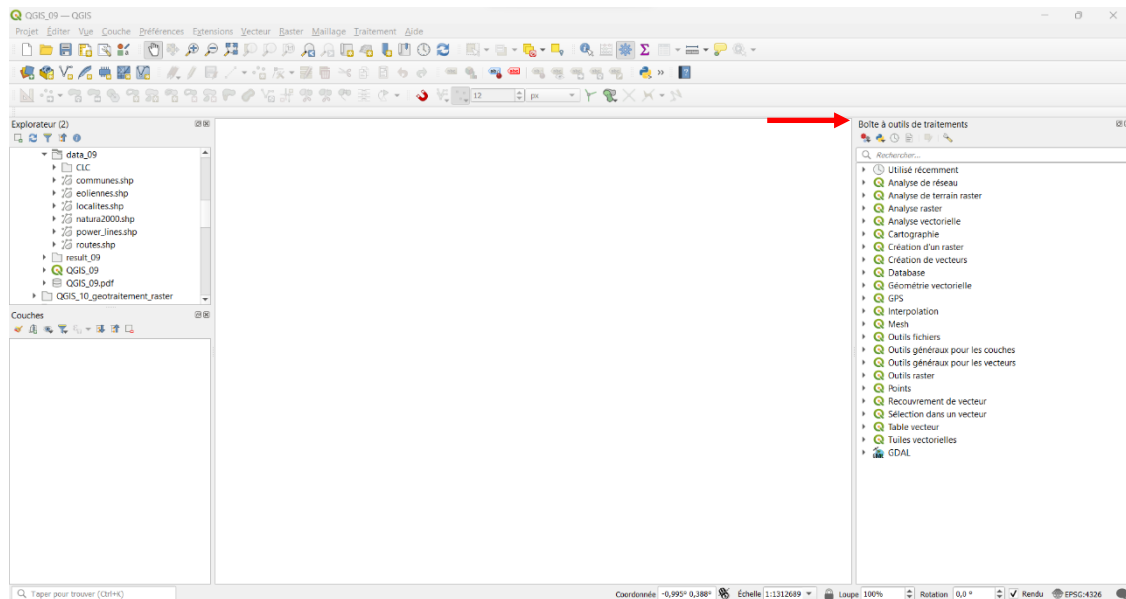 QGIS_09 — QGIS
Projet Éditer Vue Couche Préférences Extensions Vecteur Raster Maillage Traitement Aide
12 px
Explorateur (2)
data_09
CLC
communes.shp
eoliennes.shp
localites.shp
natura2000.shp
power_lines.shp
routes.shp
result_09
QGIS_09
QGIS_09.pdf
QGIS_10_geotraitement_raster
Couches
Boîte à outils de traitements
Rechercher...
Utilisé récemment
Analyse de réseau
Analyse de terrain raster
Analyse raster
Analyse vectorielle
Cartographie
Création d'un raster
Création de vecteurs
Database
Géométrie vectorielle
GPS
Interpolation
Mesh
Outils fichiers
Outils généraux pour les couches
Outils généraux pour les vecteurs
Outils raster
Points
Recouvrement de vecteur
Sélection dans un vecteur
Table vecteur
Tuiles vectorielles
GDAL
Taper pour trouver (Ctrl+K)
Coordonnée -0,995° 0,388° Échelle 1:1312689 Loupe 100% Rotation 0,0 ° Rendu EPSG:4326